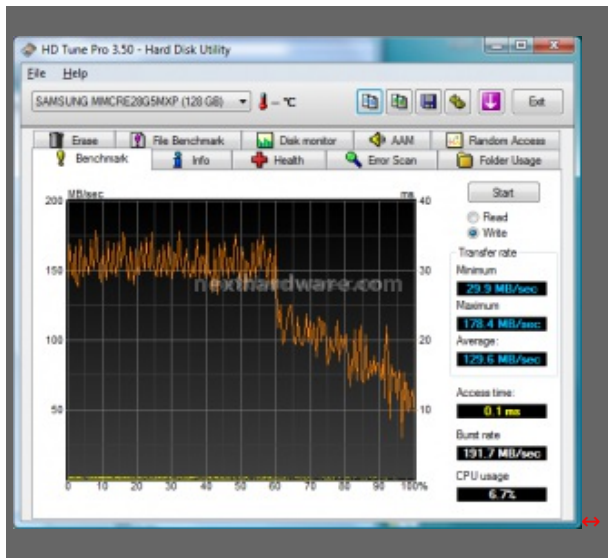 HD Tune Pro 3.50 - Hard Disk Utility
File Help
SAMSUNG MMCRE28G5MXP (128 GB) - °C Exit
Erase File Benchmark Disk monitor AAM Random Access
Benchmark Info Health Error Scan Folder Usage
MB/sec ms
200 40
150 30
100 20
50 10
0 10 20 30 40 50 60 70 80 90 100%
nexthardware.com
Start
Read
Write
Transfer rate
Minimum
29.9 MB/sec
Maximum
178.4 MB/sec
Average:
129.6 MB/sec
Access time:
0.1 ms
Burst rate
191.7 MB/sec
CPU usage
6.7%